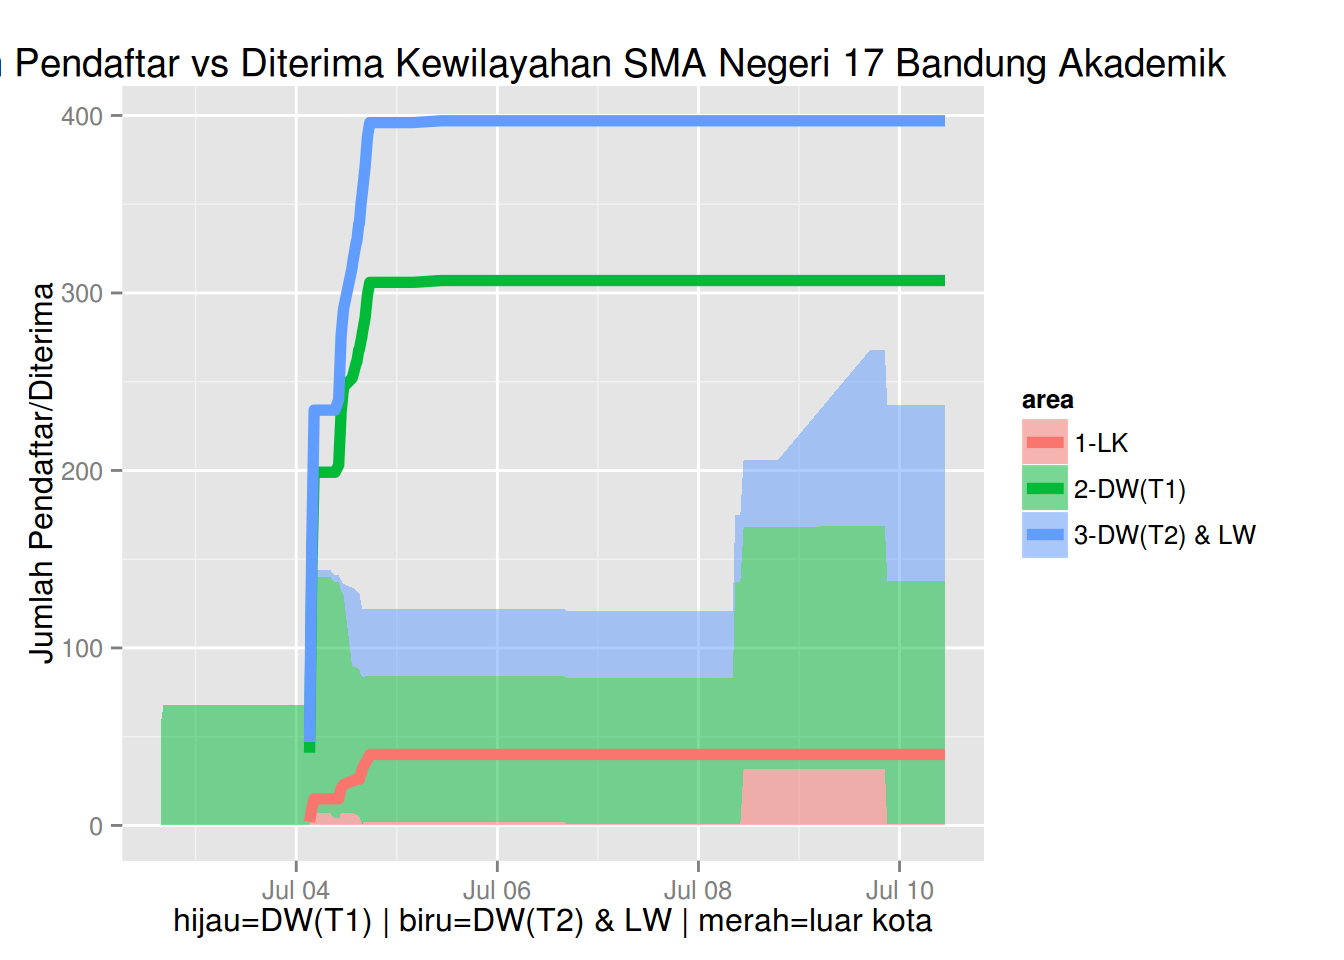 Pendaftar vs Diterima Kewilayahan SMA Negeri 17 Bandung Akademik
400
300
200
100
0
Jumlah Pendaftar/Diterima
Jul 04
Jul 06
Jul 08
Jul 10
hijau=DW(T1) | biru=DW(T2) & LW | merah=luar kota
area
1-LK
2-DW(T1)
3-DW(T2) & LW